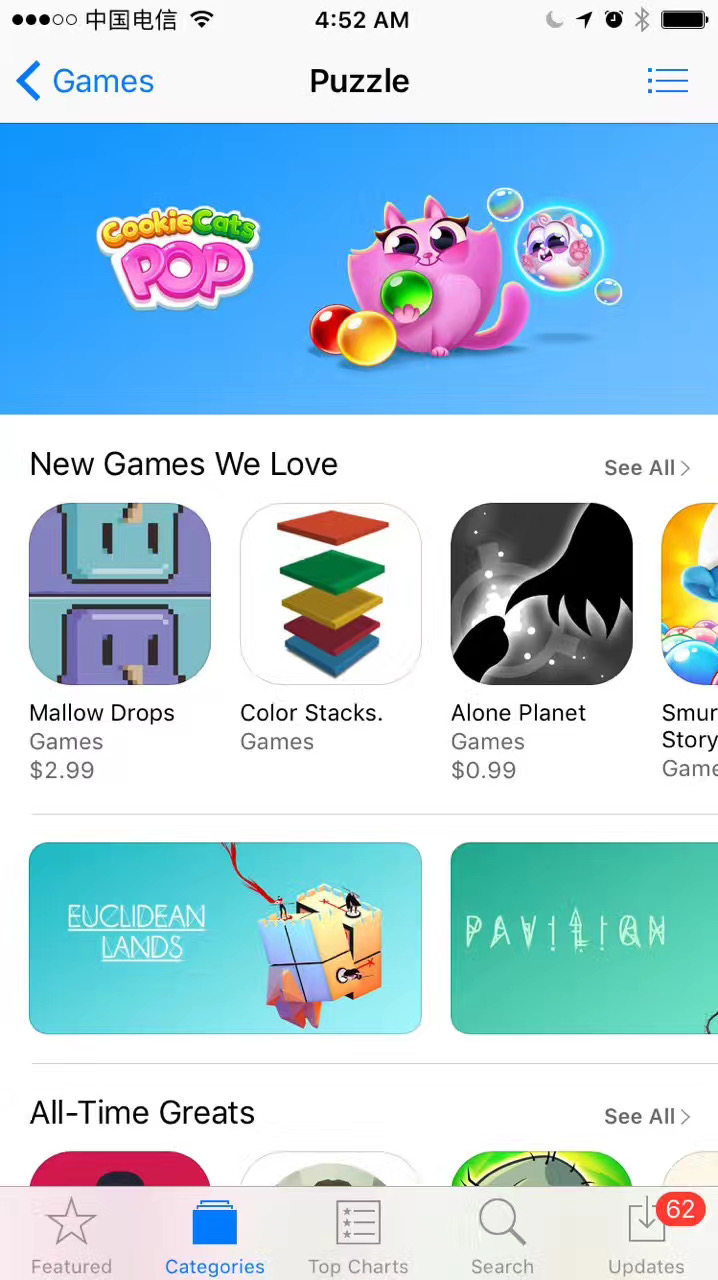 中国电信
4:52 AM
Games
Puzzle
CookieCats
POP
New Games We Love
See All
Mallow Drops
Games
$2.99
Color Stacks.
Games
Alone Planet
Games
$0.99
Smur
Story
Game
EUCLIDEAN
LANDS
PAVILION
All-Time Greats
See All
Featured
Categories
Top Charts
Search
Updates
62